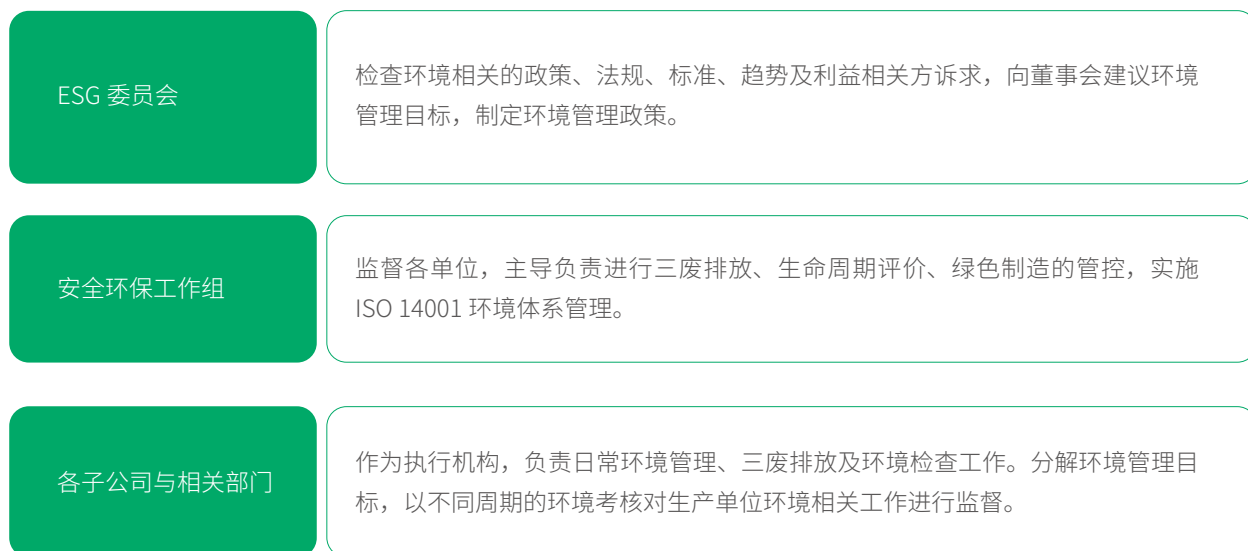 ESG 委员会
检查环境相关的政策、法规、标准、趋势及利益相关方诉求，向董事会建议环境
管理目标，制定环境管理政策。
安全环保工作组
监督各单位，主导负责进行三废排放、生命周期评价、绿色制造的管控，实施
ISO 14001 环境体系管理。
各子公司与相关部门
作为执行机构，负责日常环境管理、三废排放及环境检查工作。分解环境管理目
标，以不同周期的环境考核对生产单位环境相关工作进行监督。